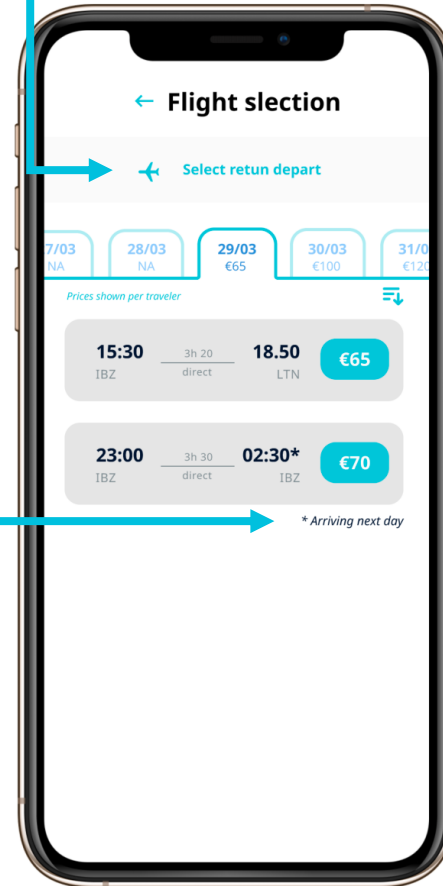 ← Flight slection
Select retun depart
7/03 28/03 29/03 30/03 31/0
NA NA €65 €100 €120
Prices shown per traveler
15:30 3h 20 18.50 €65
IBZ direct LTN
23:00 3h 30 02:30* €70
IBZ direct IBZ
* Arriving next day